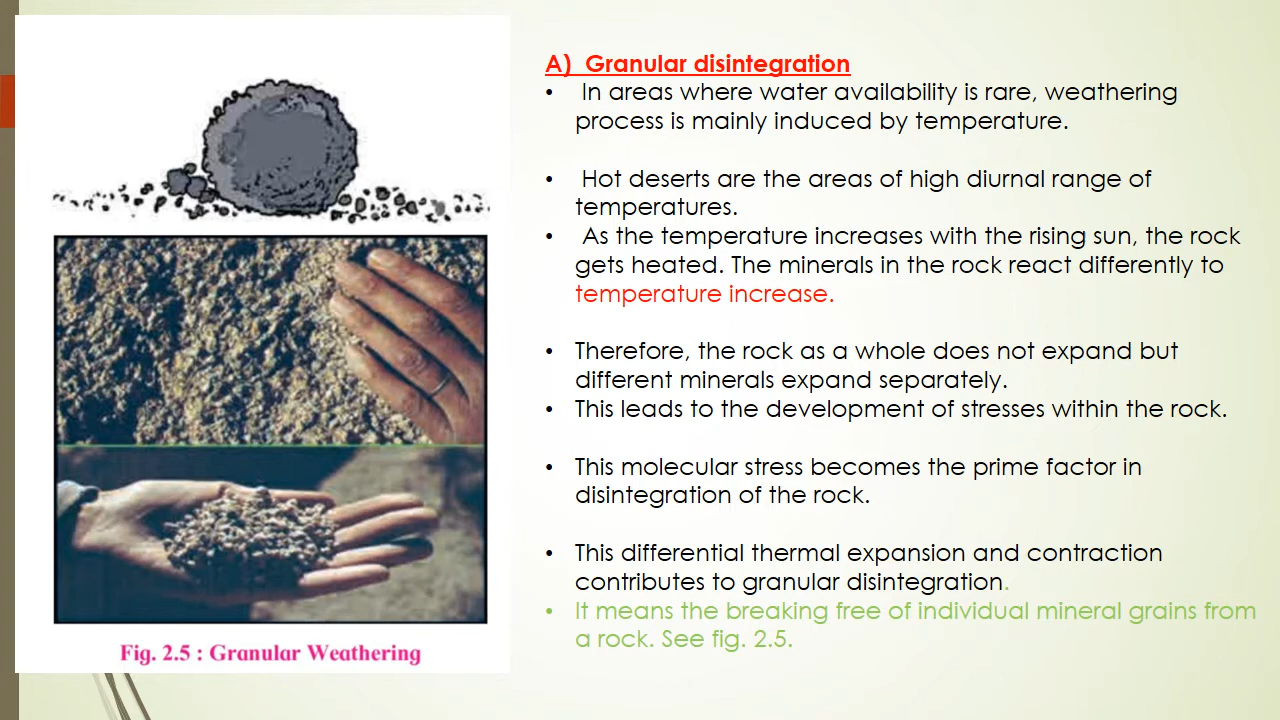 A) Granular disintegration
• In areas where water availability is rare, weathering
process is mainly induced by temperature.
• Hot deserts are the areas of high diurnal range of
temperatures.
• As the temperature increases with the rising sun, the rock
gets heated. The minerals in the rock react differently to
temperature increase.
• Therefore, the rock as a whole does not expand but
different minerals expand separately.
• This leads to the development of stresses within the rock.
• This molecular stress becomes the prime factor in
disintegration of the rock.
• This differential thermal expansion and contraction
contributes to granular disintegration.
• It means the breaking free of individual mineral grains from
a rock. See fig. 2.5.
Fig. 2.5 : Granular Weathering